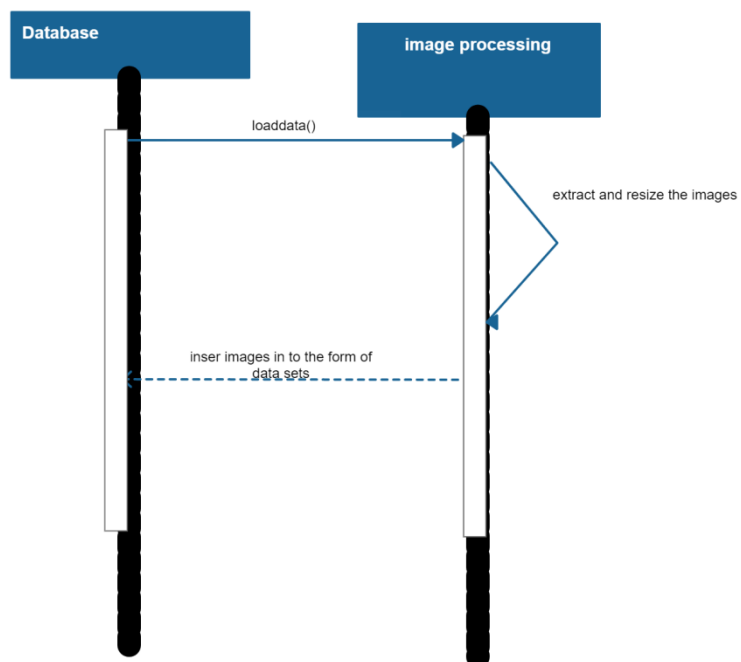 Database
image processing
loaddata()
extract and resize the images
inser images in to the form of
data sets